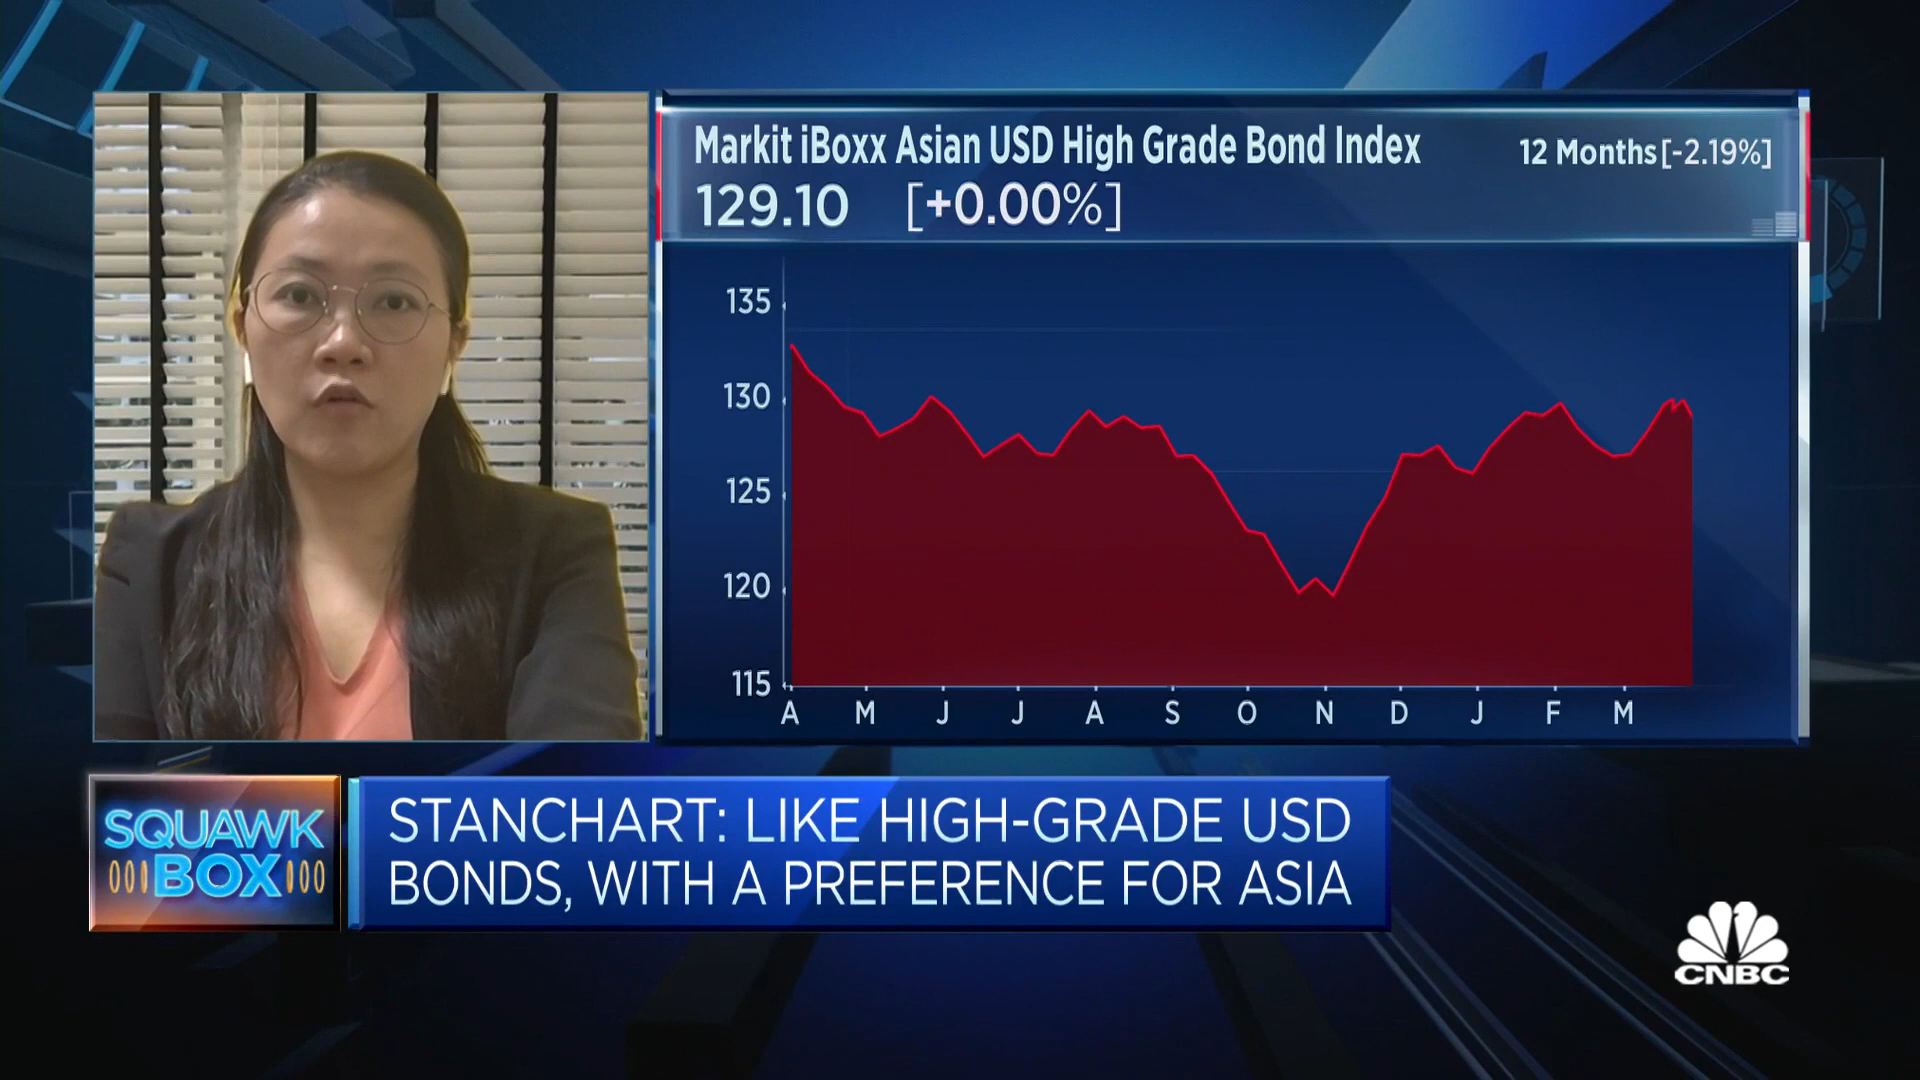 Markit iBoxx Asian USD High Grade Bond Index
12 Months [-2.19%]
129.10 [+0.00%]
135
130
125
120
115
A M J J A S O N D J F M
SQUAWK
BOX
STANCHART: LIKE HIGH-GRADE USD
BONDS, WITH A PREFERENCE FOR ASIA
CNBC